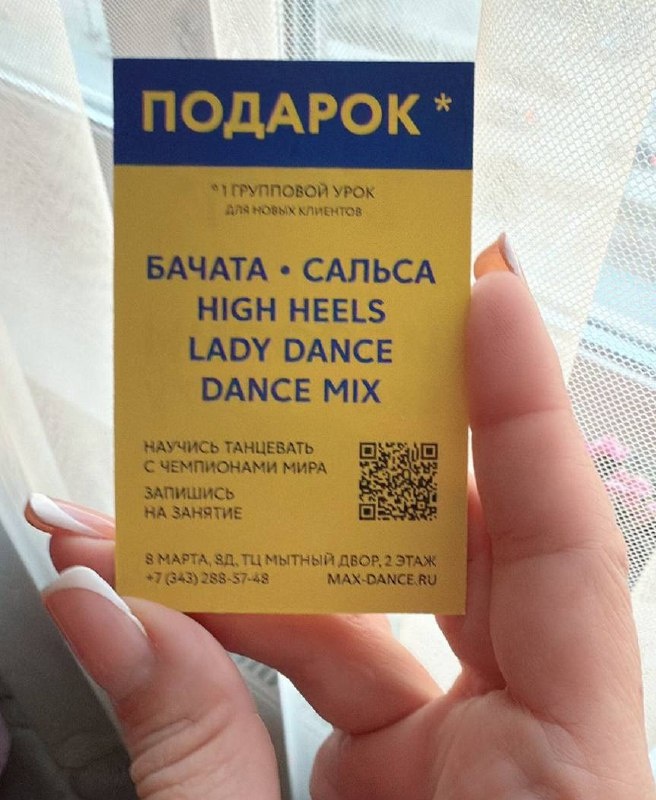 ПОДАРОК *
* 1 ГРУППОВОЙ УРОК
ДЛЯ НОВЫХ КЛИЕНТОВ
БАЧАТА • САЛЬСА
HIGH HEELS
LADY DANCE
DANCE MIX
НАУЧИСЬ ТАНЦЕВАТЬ
С ЧЕМПИОНАМИ МИРА
ЗАПИШИСЬ
НА ЗАНЯТИЕ
8 МАРТА, 8Д, ТЦ МЫТНЫЙ ДВОР, 2 ЭТАЖ
+7 (343) 288-57-48 MAX-DANCE.RU